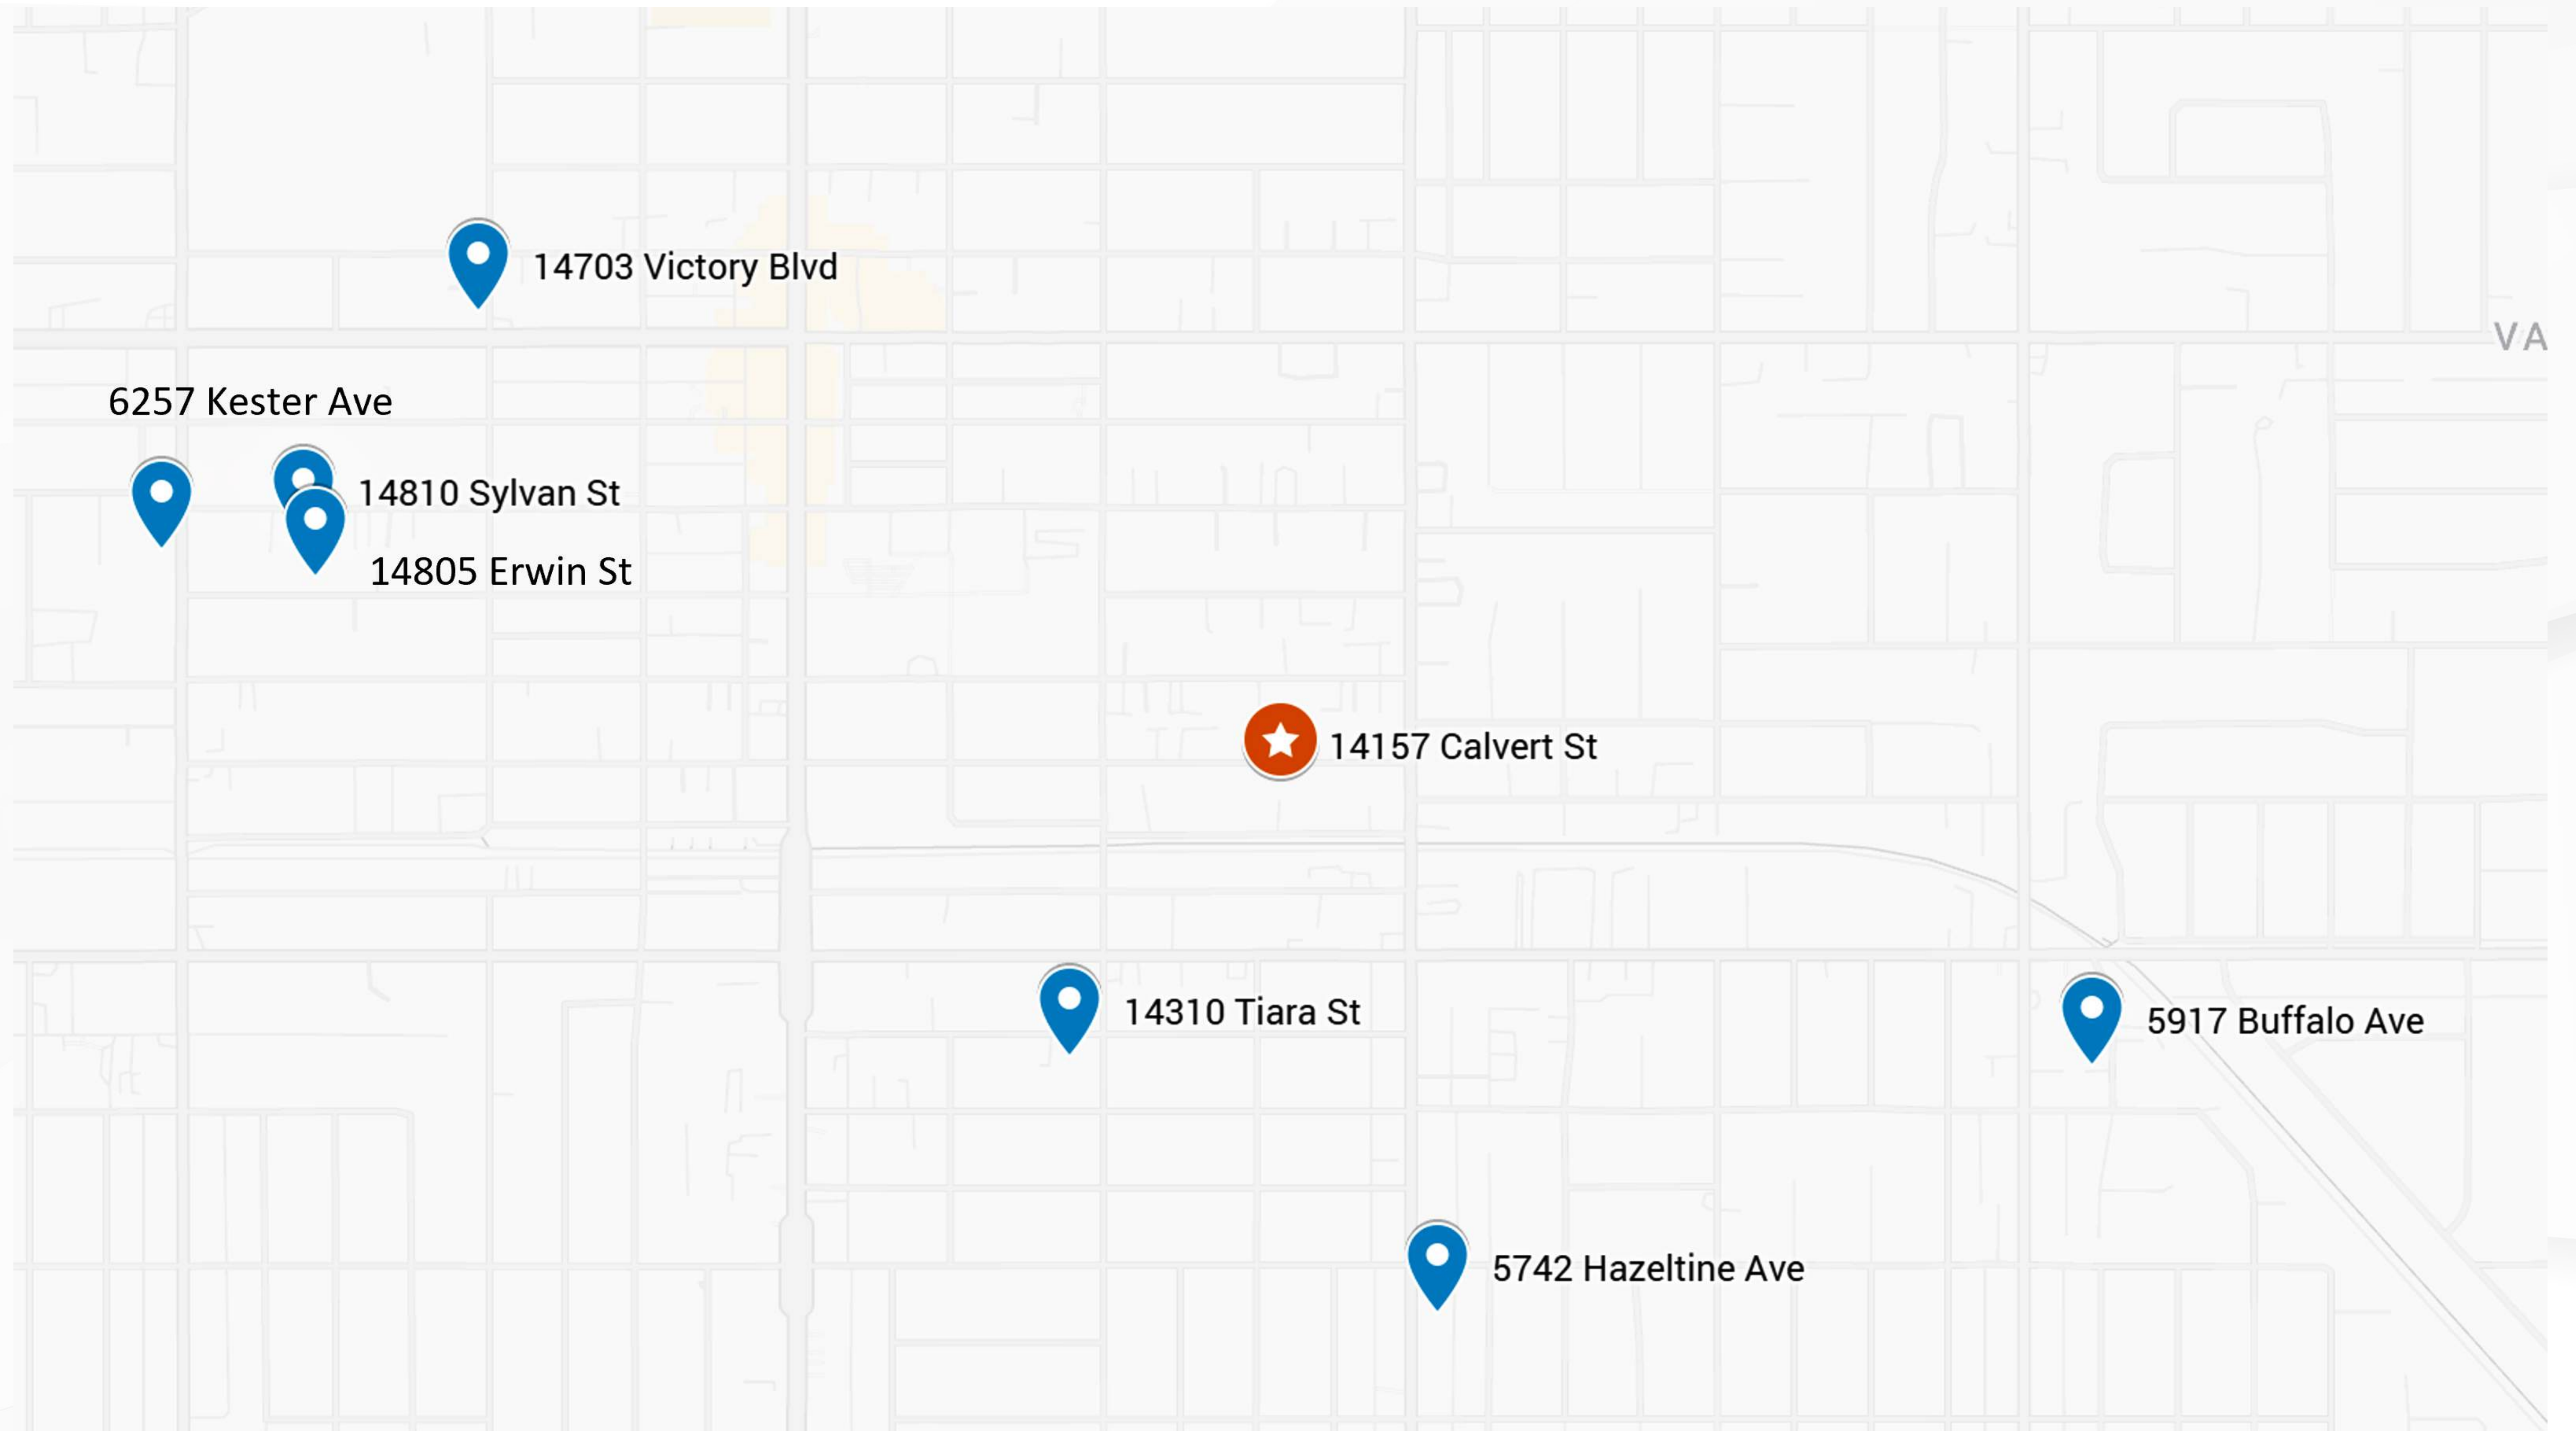 14703 Victory Blvd
VA
6257 Kester Ave
14810 Sylvan St
14805 Erwin St
14157 Calvert St
14310 Tiara St
5917 Buffalo Ave
5742 Hazeltine Ave